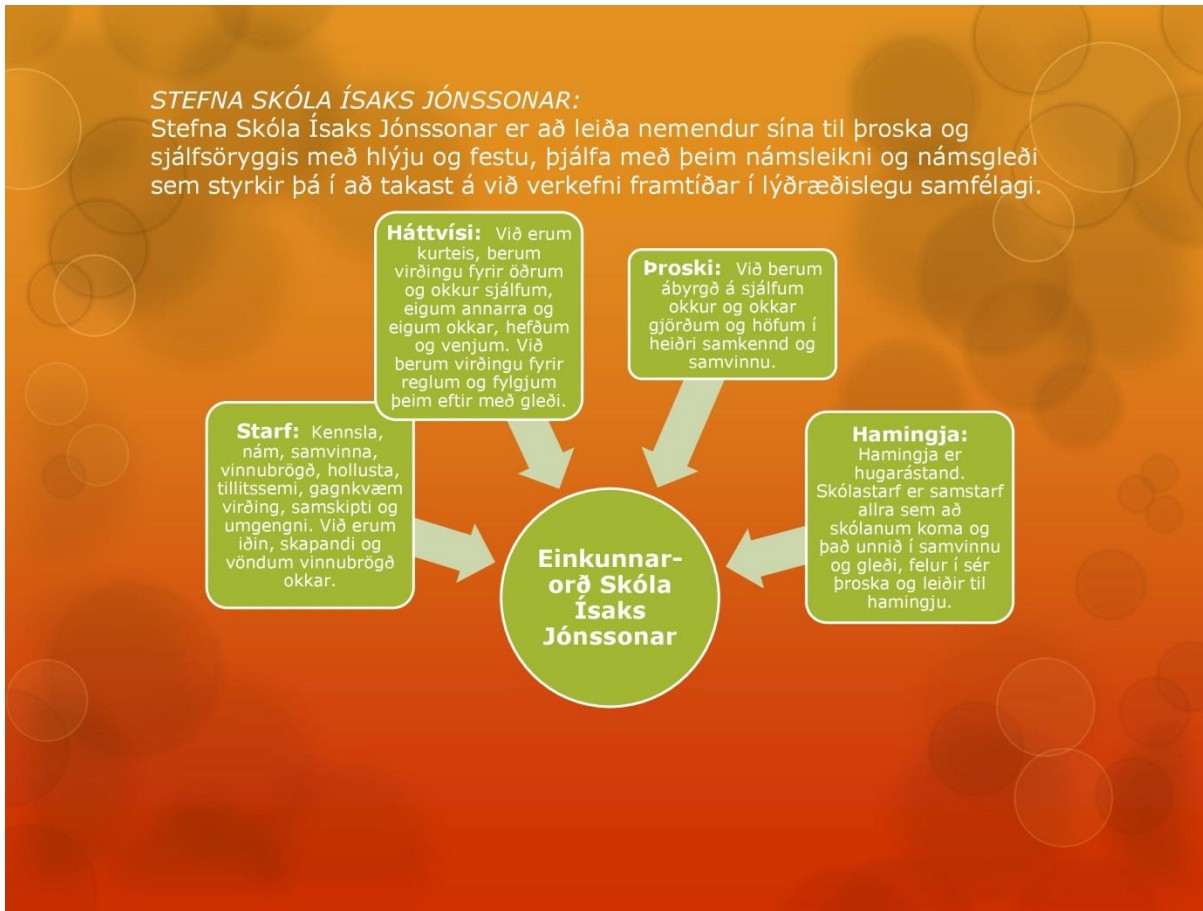 STEFNA SKÓLA ÍSAKS JÓNSSONAR:
Stefna Skóla Ísaks Jónssonar er að leiða nemendur sína til þroska og
sjálfsöryggis með hlýju og festu, þjálfa með þeim námsleikni og námsgleði
sem styrkir þá í að takast á við verkefni framtíðar í lýðræðislegu samfélagi.
Starf: Kennsla,
nám, samvinna,
vinnubrögð, hollusta,
tillitssemi, gagnkvæm
virðing, samskipti og
umgengni. Við erum
iðin, skapandi og
vöndum vinnubrögð
okkar.
Háttvísi: Við erum
kurteis, berum
virðingu fyrir öðrum
og okkur sjálfum,
eigum annarra og
eigum okkar, hefðum
og venjum. Við
berum virðingu fyrir
reglum og fylgjum
þeim eftir með gleði.
Þroski: Við berum
ábyrgð á sjálfum
okkur og okkar
gjörðum og höfum í
heiðri samkennd og
samvinnu.
Hamingja:
Hamingja er
hugarástand.
Skólastarf er samstarf
allra sem að
skólanum koma og
það unnið í samvinnu
og gleði, felur í sér
þroska og leiðir til
hamingju.
Einkunnar-
orð Skóla
Ísaks
Jónssonar